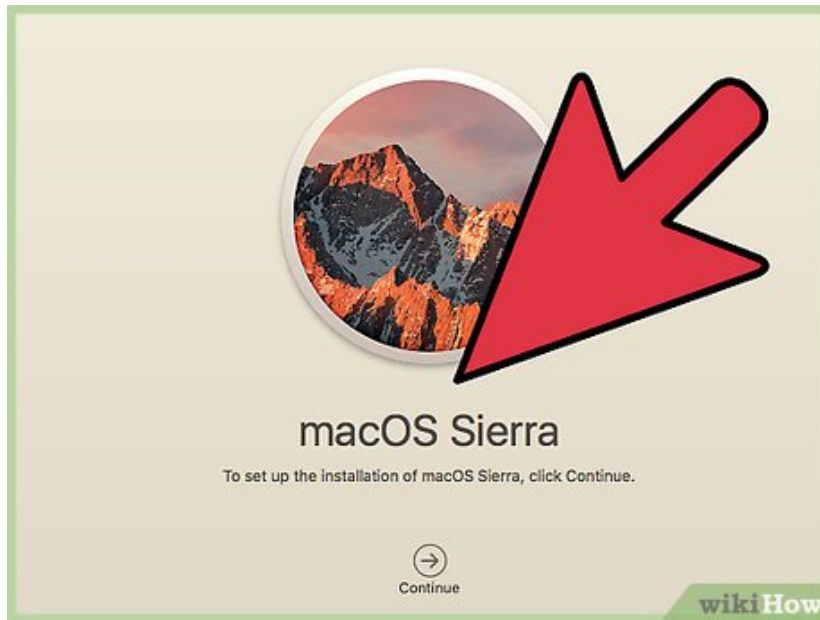 macOS Sierra
To set up the installation of macOS Sierra, click Continue.
Continue
wikiHow